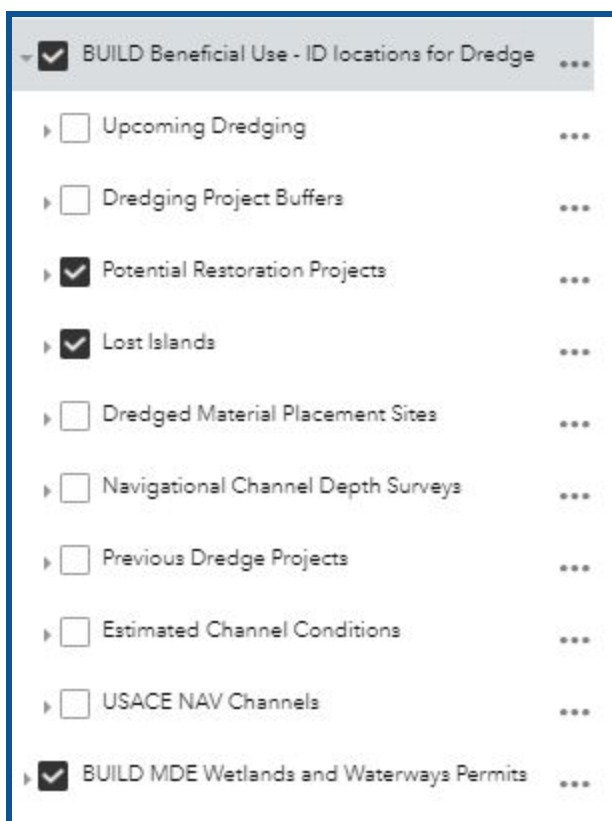 BUILD Beneficial Use - ID locations for Dredge
Upcoming Dredging
Dredging Project Buffers
Potential Restoration Projects
Lost Islands
Dredged Material Placement Sites
Navigational Channel Depth Surveys
Previous Dredge Projects
Estimated Channel Conditions
USACE NAV Channels
BUILD MDE Wetlands and Waterways Permits